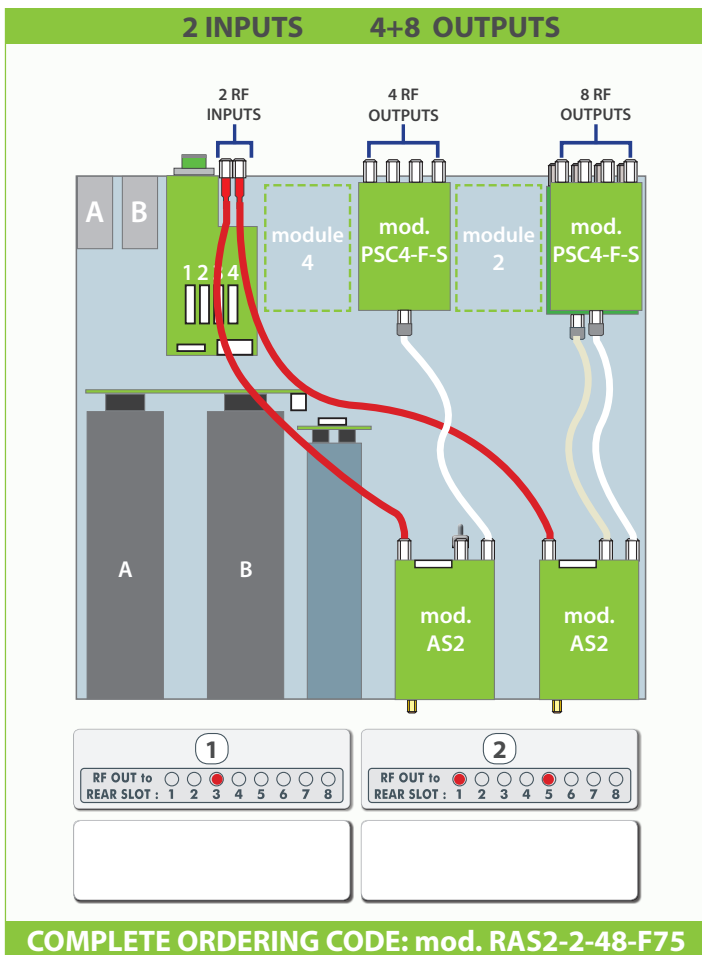 2 INPUTS 4+8 OUTPUTS
2 RF INPUTS
4 RF OUTPUTS
8 RF OUTPUTS
A B
1 2 3 4
module 4
mod. PSC4-F-S
module 2
mod. PSC4-F-S
A
B
mod. AS2
mod. AS2
1
RF OUT to
REAR SLOT : 1 2 3 4 5 6 7 8
2
RF OUT to
REAR SLOT : 1 2 3 4 5 6 7 8
COMPLETE ORDERING CODE: mod. RAS2-2-48-F75